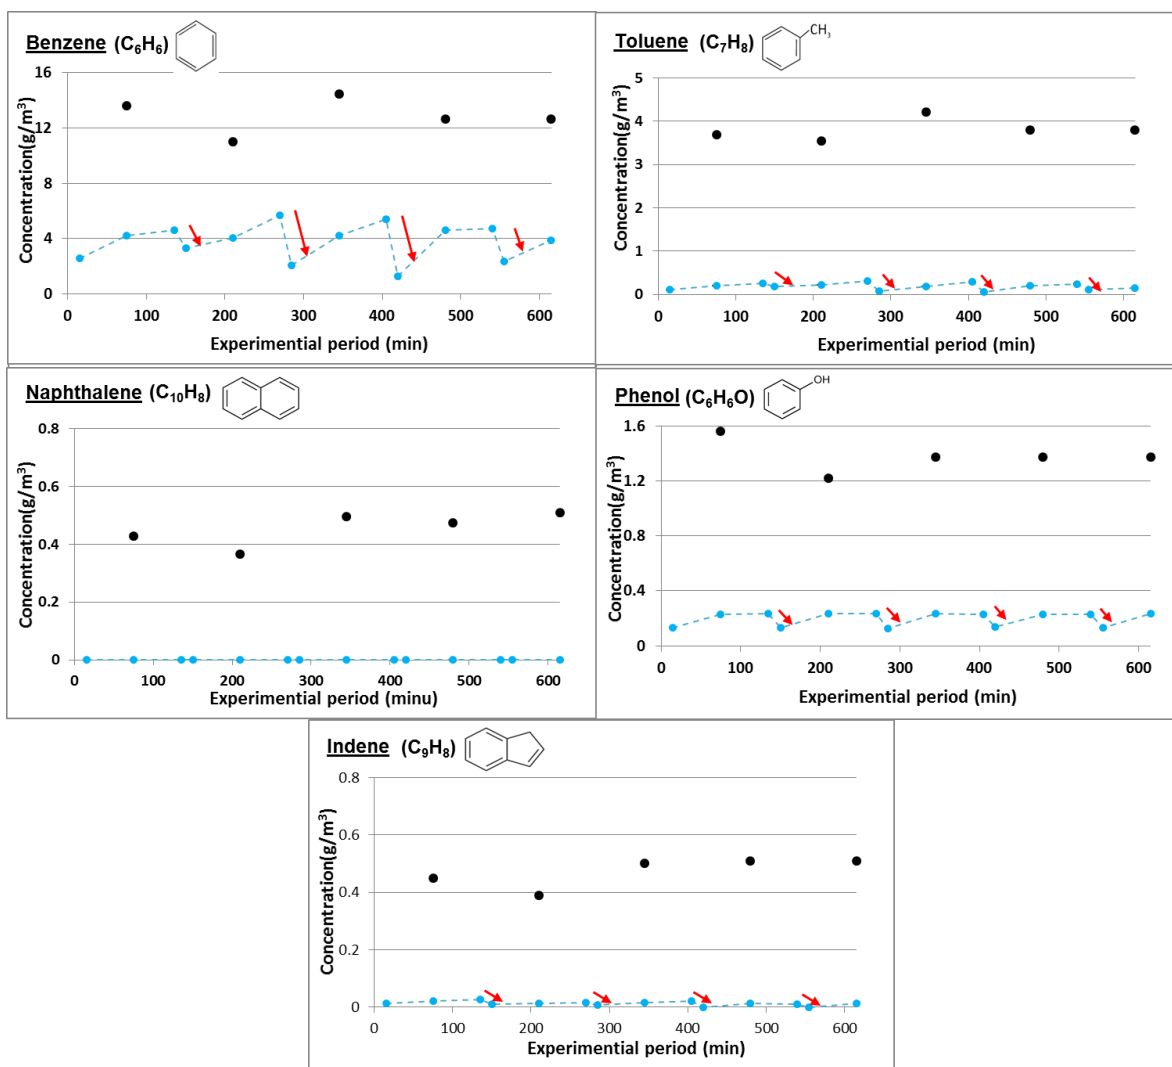 Benzene (C₆H₆)
Concentration(g/m³)
16
12
8
4
0
0 100 200 300 400 500 600
Experimental period (min)
Toluene (C₇H₈)
CH₃
Concentration(g/m³)
5
4
3
2
1
0
0 100 200 300 400 500 600
Experimental period (min)
Naphthalene (C₁₀H₈)
Concentration(g/m³)
0.8
0.6
0.4
0.2
0
0 100 200 300 400 500 600
Experimental period (minu)
Phenol (C₆H₆O)
OH
Concentration(g/m³)
1.6
1.2
0.8
0.4
0
0 100 200 300 400 500 600
Experimental period (min)
Indene (C₉H₈)
Concentration(g/m³)
0.8
0.6
0.4
0.2
0
0 100 200 300 400 500 600
Experimental period (min)